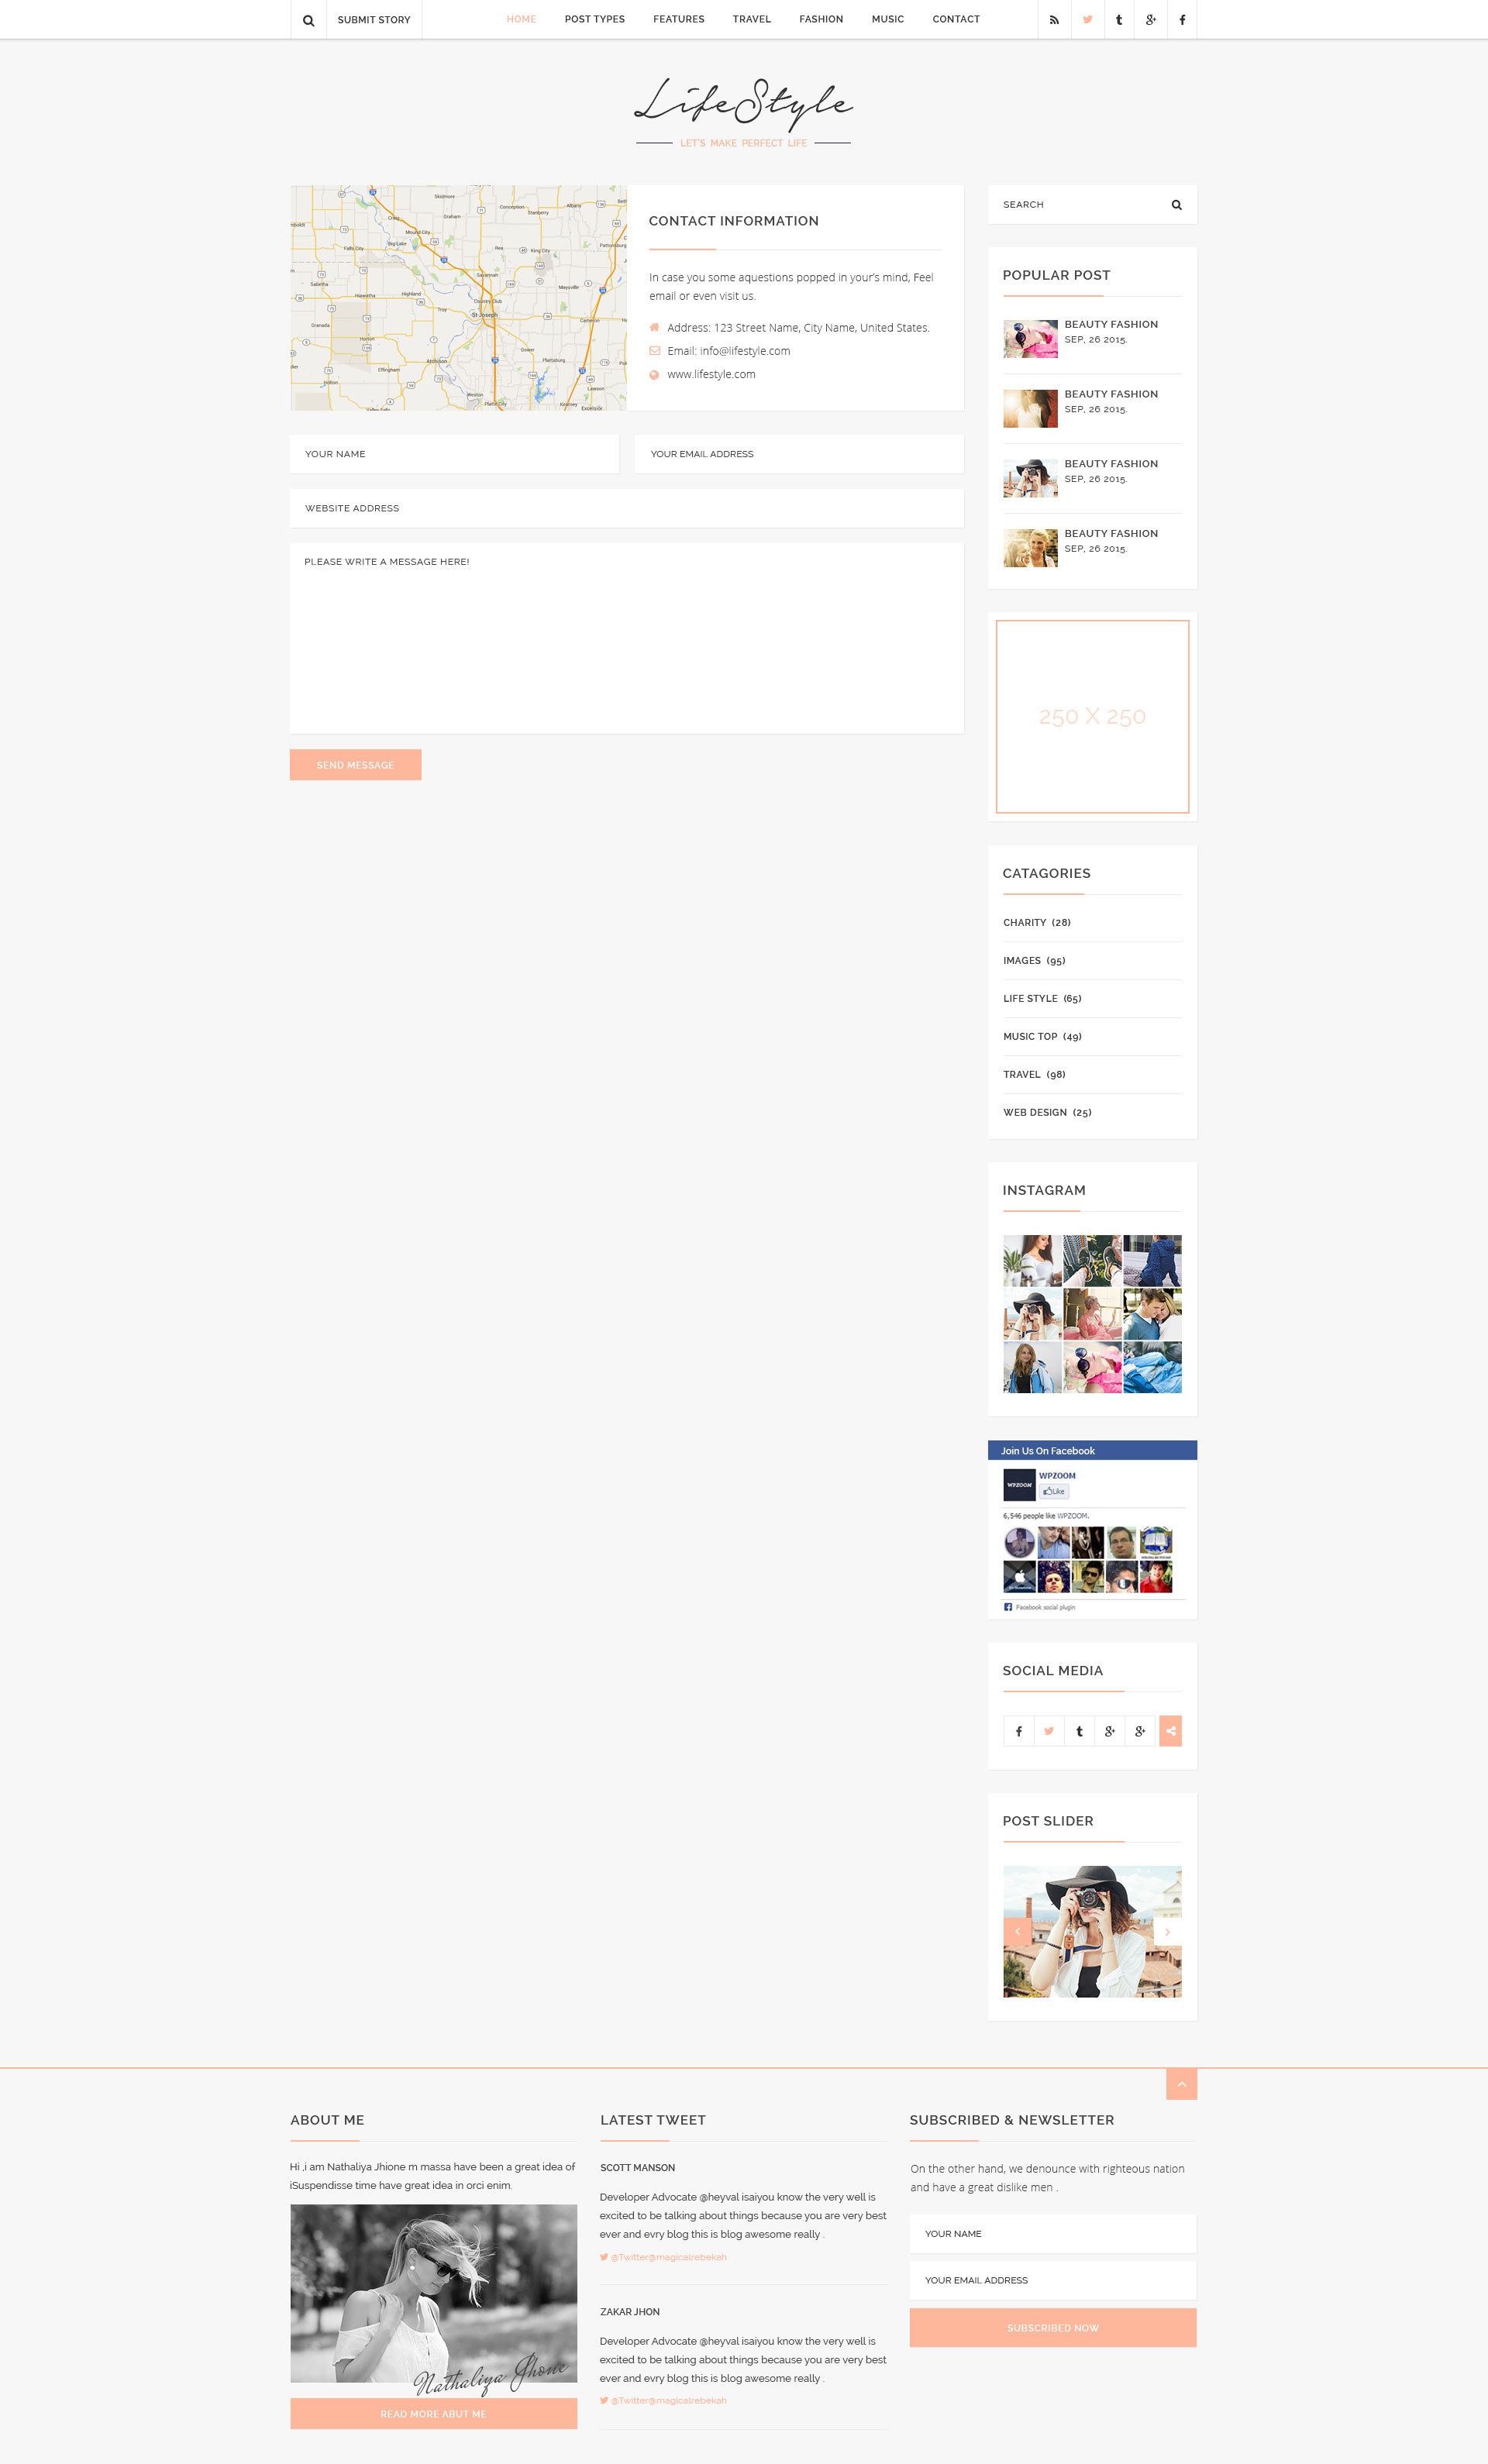 SUBMIT STORY
HOME POST TYPES FEATURES TRAVEL FASHION MUSIC CONTACT
LifeStyle
LET'S MAKE PERFECT LIFE
CONTACT INFORMATION
In case you some aquestions popped in your's mind, Feel
email or even visit us.
Address: 123 Street Name, City Name, United States.
Email: info@lifestyle.com
www.lifestyle.com
YOUR NAME
YOUR EMAIL ADDRESS
WEBSITE ADDRESS
PLEASE WRITE A MESSAGE HERE!
SEND MESSAGE
SEARCH
POPULAR POST
BEAUTY FASHION
SEP, 26 2015.
BEAUTY FASHION
SEP, 26 2015.
BEAUTY FASHION
SEP, 26 2015.
BEAUTY FASHION
SEP, 26 2015.
250 X 250
CATAGORIES
CHARITY (28)
IMAGES (95)
LIFE STYLE (65)
MUSIC TOP (49)
TRAVEL (98)
WEB DESIGN (25)
INSTAGRAM
Join Us On Facebook
WPZOOM
WPZOOM
Like
6,546 people like WPZOOM.
Facebook social plugin
SOCIAL MEDIA
POST SLIDER
ABOUT ME
Hi ,i am Nathaliya Jhione m massa have been a great idea of
iSuspendisse time have great idea in orci enim.
Nathaliya Jhone
READ MORE ABUT ME
LATEST TWEET
SCOTT MANSON
Developer Advocate @heyval isaiyou know the very well is
excited to be talking about things because you are very best
ever and evry blog this is blog awesome really .
@Twitter@magicalrebekah
ZAKAR JHON
Developer Advocate @heyval isaiyou know the very well is
excited to be talking about things because you are very best
ever and evry blog this is blog awesome really .
@Twitter@magicalrebekah
SUBSCRIBED & NEWSLETTER
On the other hand, we denounce with righteous nation
and have a great dislike men .
YOUR NAME
YOUR EMAIL ADDRESS
SUBSCRIBED NOW